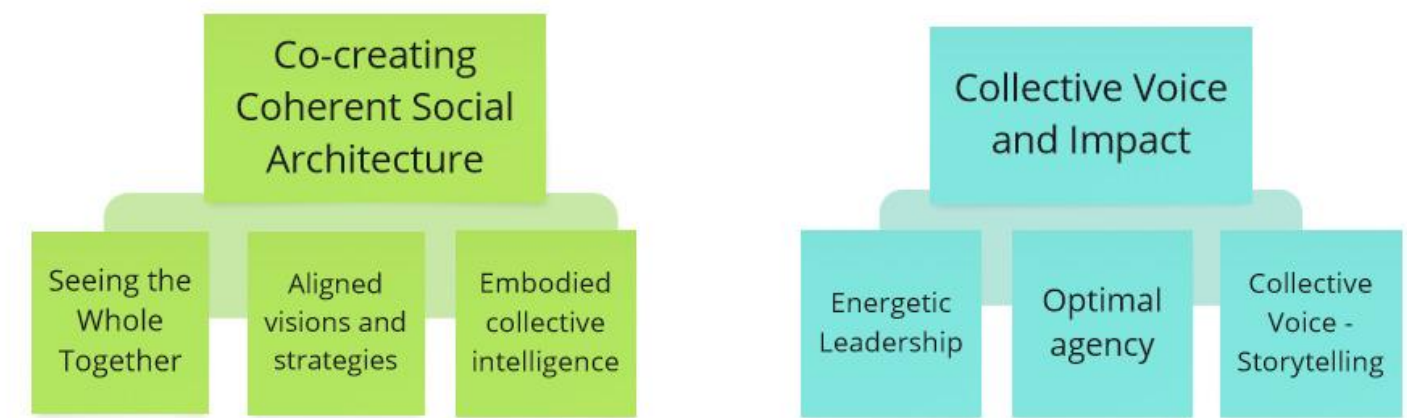 Co-creating
Coherent Social
Architecture
Seeing the
Whole
Together
Aligned
visions and
strategies
Embodied
collective
intelligence
Collective Voice
and Impact
Energetic
Leadership
Optimal
agency
Collective
Voice -
Storytelling